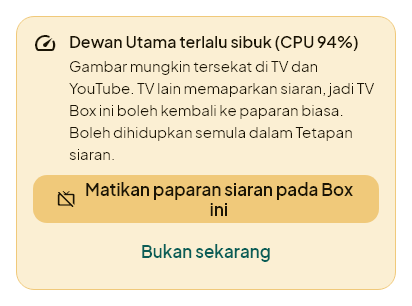 Dewan Utama terlalu sibuk (CPU 94%)
Gambar mungkin tersekat di TV dan
YouTube. TV lain memaparkan siaran, jadi TV
Box ini boleh kembali ke paparan biasa.
Boleh dihidupkan semula dalam Tetapan
siaran.
Matikan paparan siaran pada Box
ini
Bukan sekarang